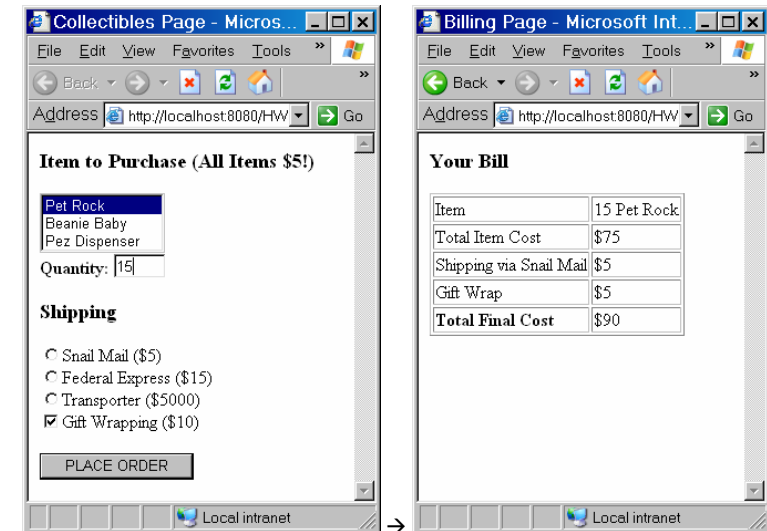 Collectibles Page - Micros...
File Edit View Favorites Tools »
Back »
Address http://localhost:8080/HW Go
Item to Purchase (All Items $5!)
Pet Rock
Beanie Baby
Pez Dispenser
Quantity: 15
Shipping
Snail Mail ($5)
Federal Express ($15)
Transporter ($5000)
Gift Wrapping ($10)
PLACE ORDER
Local intranet
→
Billing Page - Microsoft Int...
File Edit View Favorites Tools »
Back »
Address http://localhost:8080/HW Go
Your Bill
Item 15 Pet Rock
Total Item Cost $75
Shipping via Snail Mail $5
Gift Wrap $5
Total Final Cost $90
Local intranet